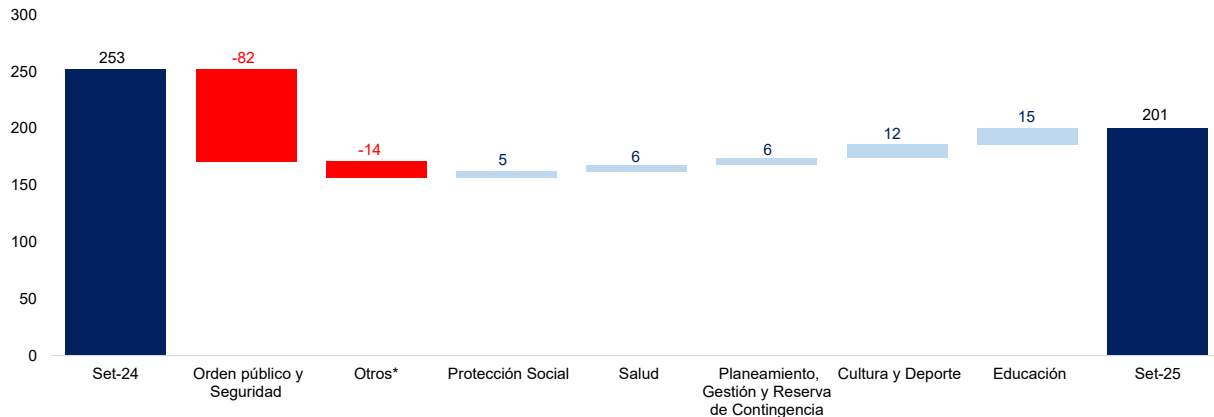 300
250
200
150
100
50
0
253
-82
-14
5
6
6
12
15
201
Set-24
Orden público y
Seguridad
Otros*
Protección Social
Salud
Planeamiento,
Gestión y Reserva
de Contingencia
Cultura y Deporte
Educación
Set-25